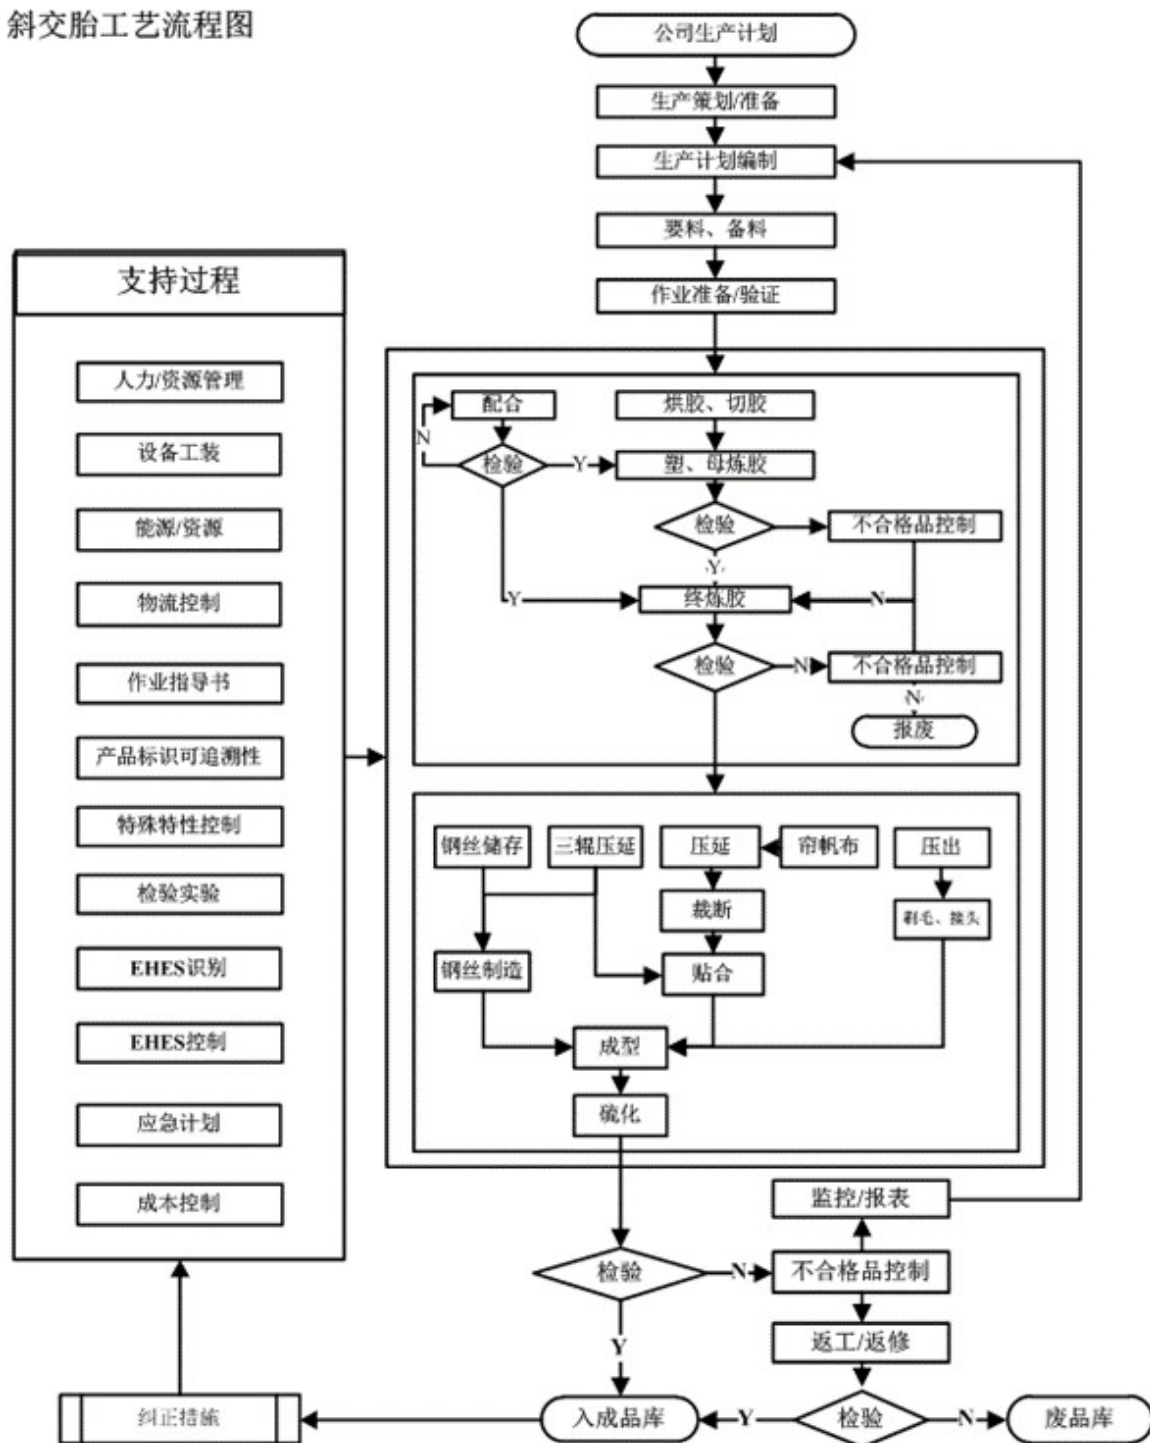 斜交胎工艺流程图
公司生产计划
生产策划/准备
生产计划编制
要料、备料
作业准备/验证
支持过程
人力/资源管理
设备工装
能源/资源
物流控制
作业指导书
产品标识可追溯性
特殊特性控制
检验实验
EHES识别
EHES控制
应急计划
成本控制
配合
烘胶、切胶
N
检验
Y
塑、母炼胶
检验
不合格品控制
Y
Y
终炼胶
N
检验
N
不合格品控制
N
报废
钢丝储存
三辊压延
压延
帘帆布
压出
裁断
刺毛、接头
钢丝制造
贴合
成型
硫化
监控/报表
检验
N
不合格品控制
Y
返工/返修
纠正措施
入成品库
Y
检验
N
废品库